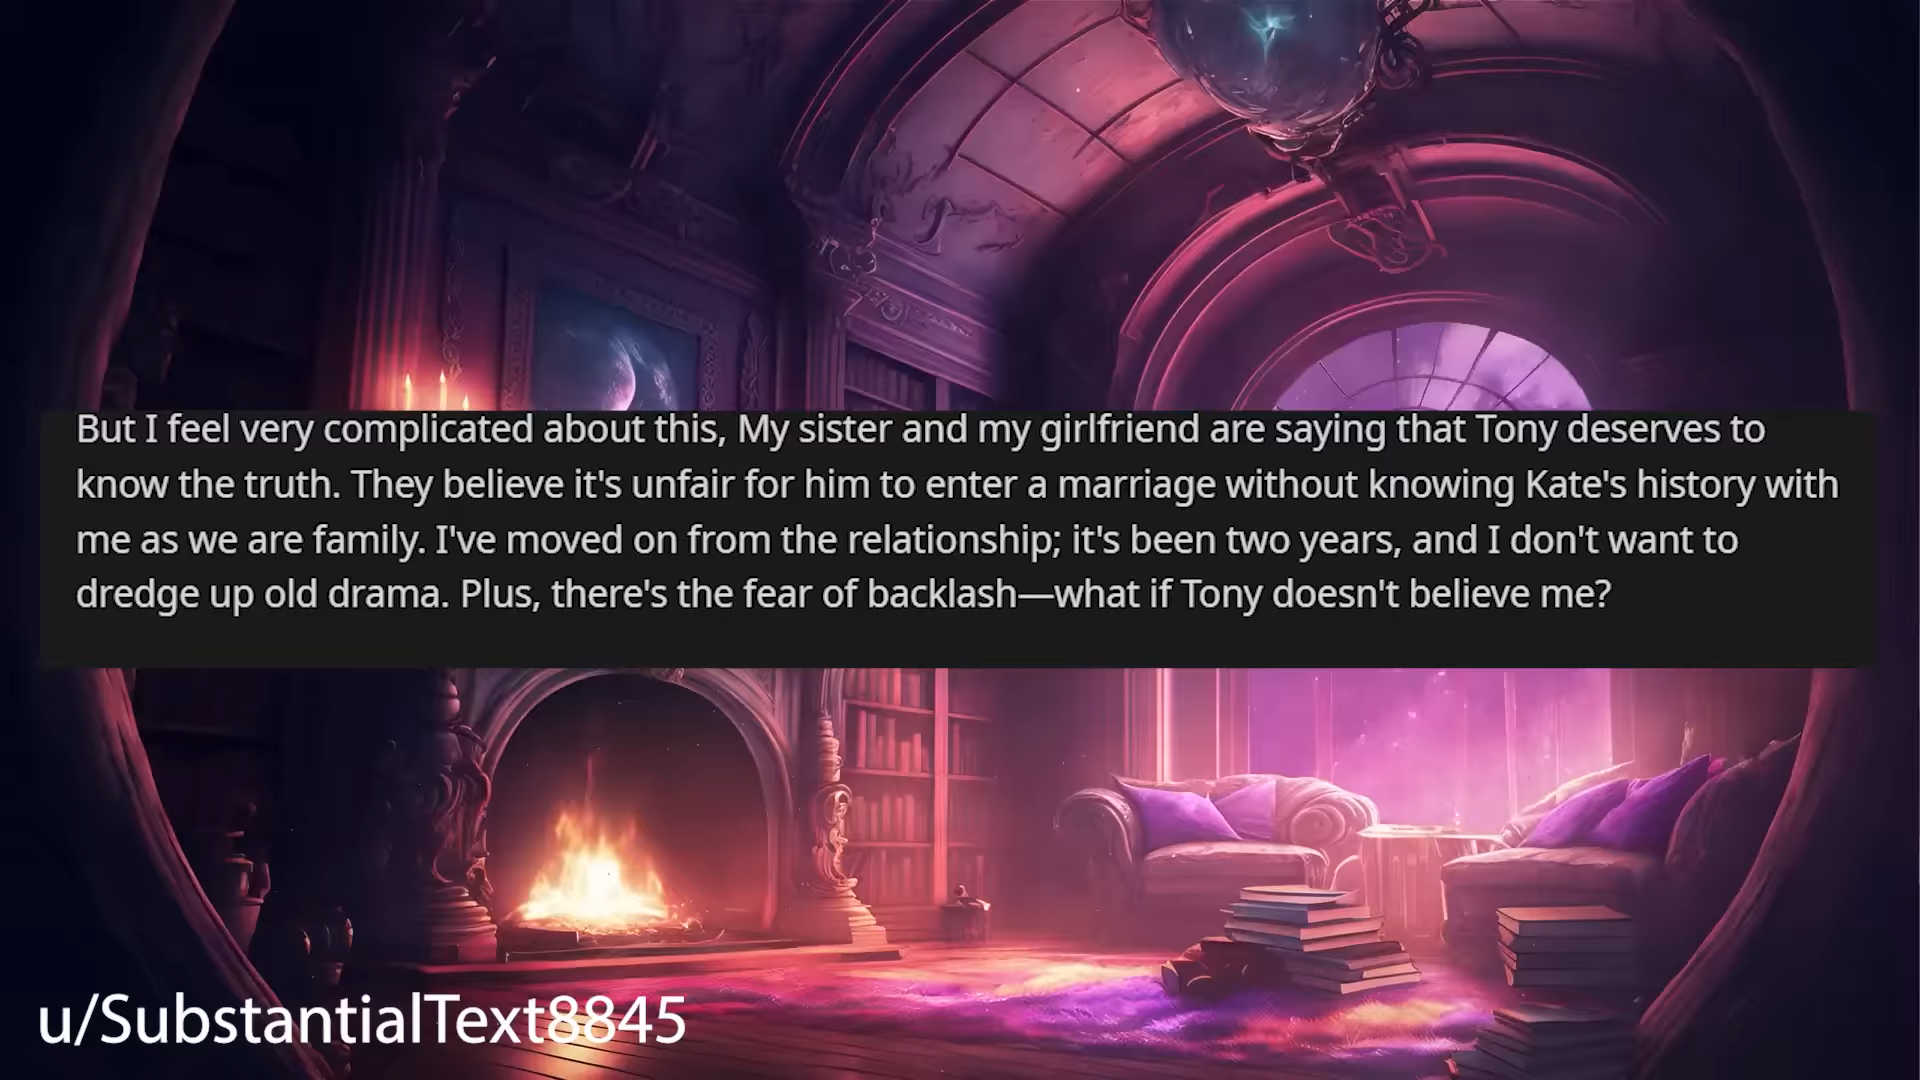 But I feel very complicated about this, My sister and my girlfriend are saying that Tony deserves to
know the truth. They believe it's unfair for him to enter a marriage without knowing Kate's history with
me as we are family. I've moved on from the relationship; it's been two years, and I don't want to
dredge up old drama. Plus, there's the fear of backlash—what if Tony doesn't believe me?
u/SubstantialText8845